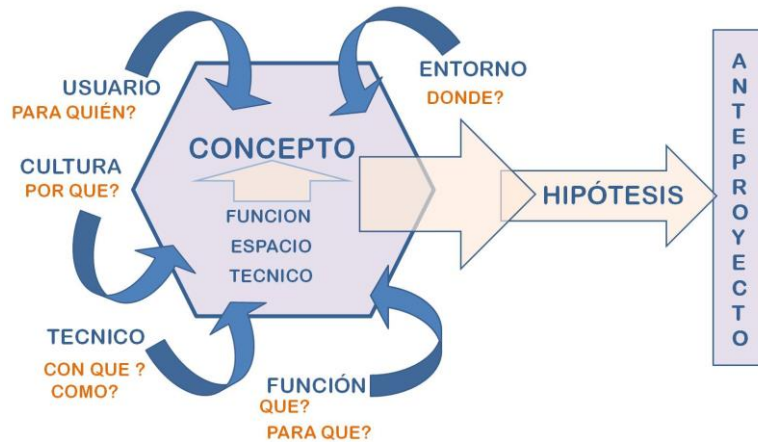 USUARIO
PARA QUIÉN?
ENTORNO
DONDE?
CULTURA
POR QUE?
CONCEPTO
FUNCION
ESPACIO
TECNICO
HIPÓTESIS
ANTEPROYECTO
TECNICO
CON QUE ?
COMO?
FUNCIÓN
QUE?
PARA QUE?